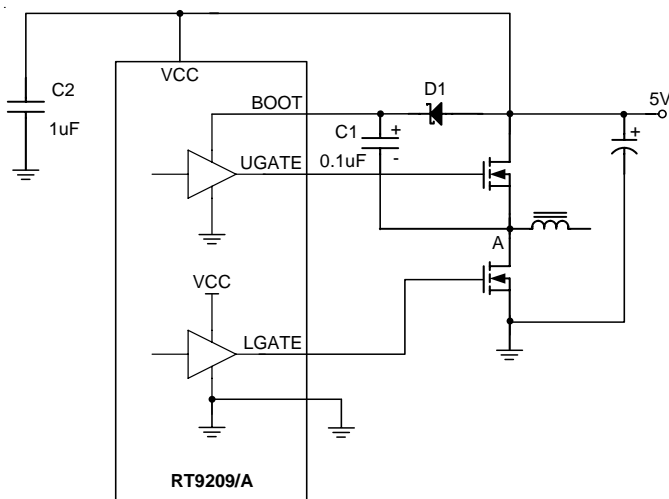 VCC
C2
1uF
BOOT
D1
5V
C1
+
-
0.1uF
+
UGATE
A
VCC
LGATE
RT9209/A